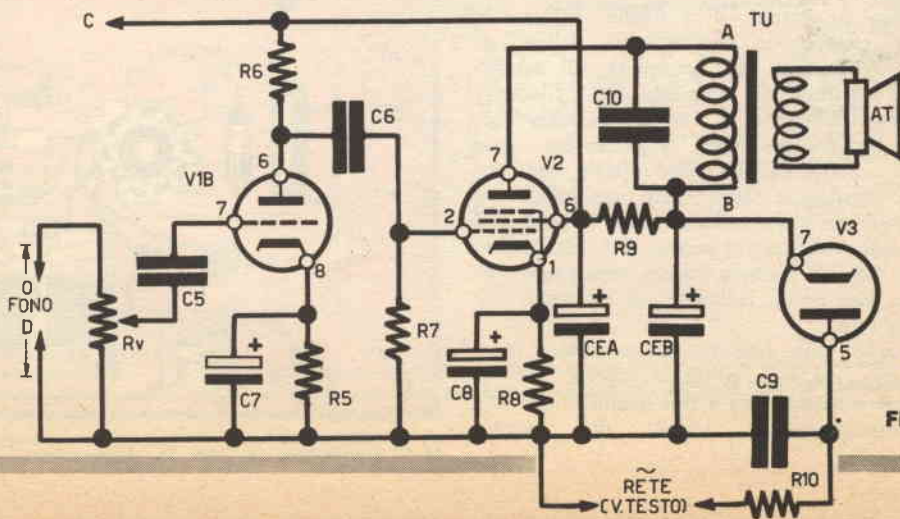 C
R6
C6
V1B
6
7
8
C5
O
FONO
D
Rv
C7
+
R5
R7
V2
7
2
6
1
C8
+
R8
C10
A
TU
B
AT
R9
+
CEA
+
CEB
V3
7
5
C9
R10
~
RETE
(V.TESTO)